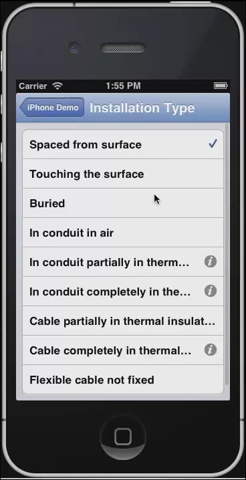 Carrier 1:55 PM
iPhone Demo Installation Type
Spaced from surface
Touching the surface
Buried
In conduit in air
In conduit partially in therm...
In conduit completely in the...
Cable partially in thermal insulat...
Cable completely in thermal...
Flexible cable not fixed